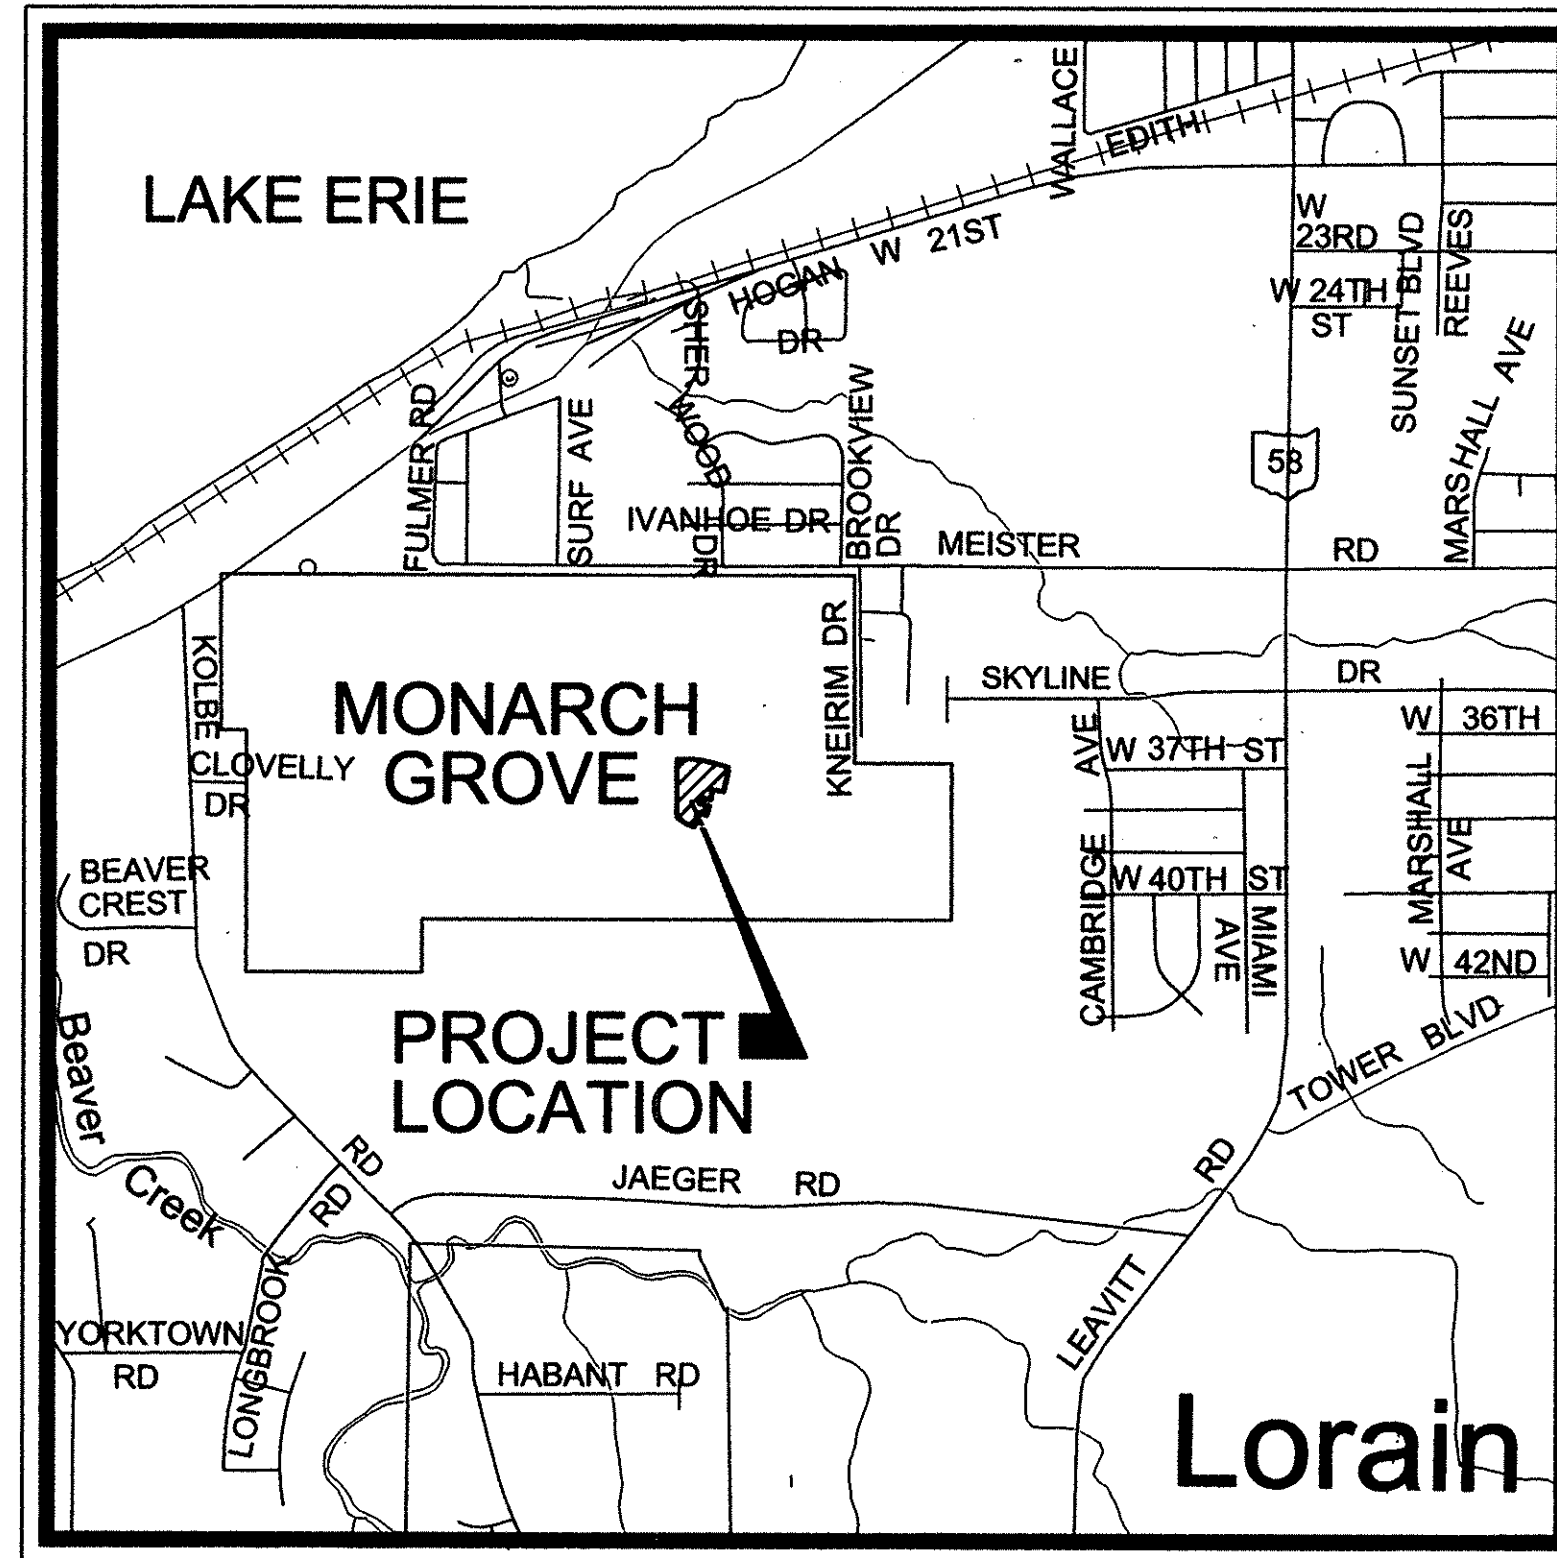 LAKE ERIE
WALLACE
EDITH
HOGAN
W 21ST
DR
W
23RD
W 24TH
ST
SUNSET BLVD
REEVES
MARSHALL AVE
58
SHERWOOD DR
FULMER RD
SURF AVE
IVANHOE DR
BROOKVIEW
DR
MEISTER RD
KOLBE
MONARCH
GROVE
KNEIRIM DR
SKYLINE DR
CLOVELLY
DR
W 36TH
W 37TH ST
CAMBRIDGE AVE
W 40TH ST
MIAMI
AVE
MARSHALL
AVE
W 42ND
BEAVER
CREST
DR
Beaver
Creek
PROJECT
LOCATION
TOWER BLVD
RD
RD
JAEGER RD
RD
LEAVITT
LONGBROOK
YORKTOWN
RD
HABANT RD
Lorain